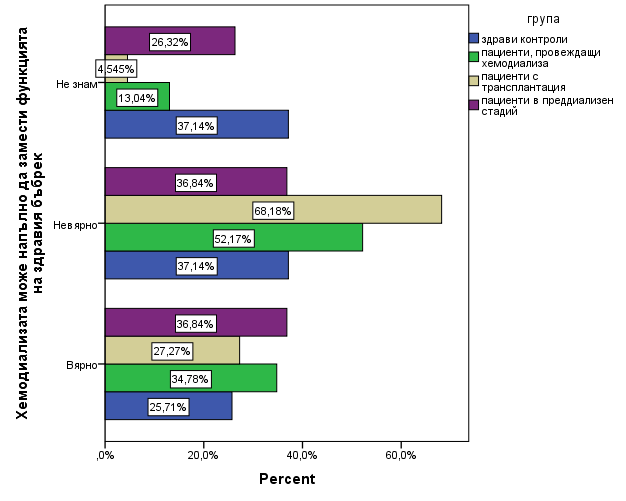 група
здрави контроли
пациенти, провеждащи
хемодиализа
пациенти с
трансплантация
пациенти в преддиализен
стадий
Хемодиализата може напълно да замести функцията
на здравия бъбрек
Не знам
26,32%
4,545%
13,04%
37,14%
Невярно
36,84%
68,18%
52,17%
37,14%
Вярно
36,84%
27,27%
34,78%
25,71%
,0%
20,0%
40,0%
60,0%
Percent